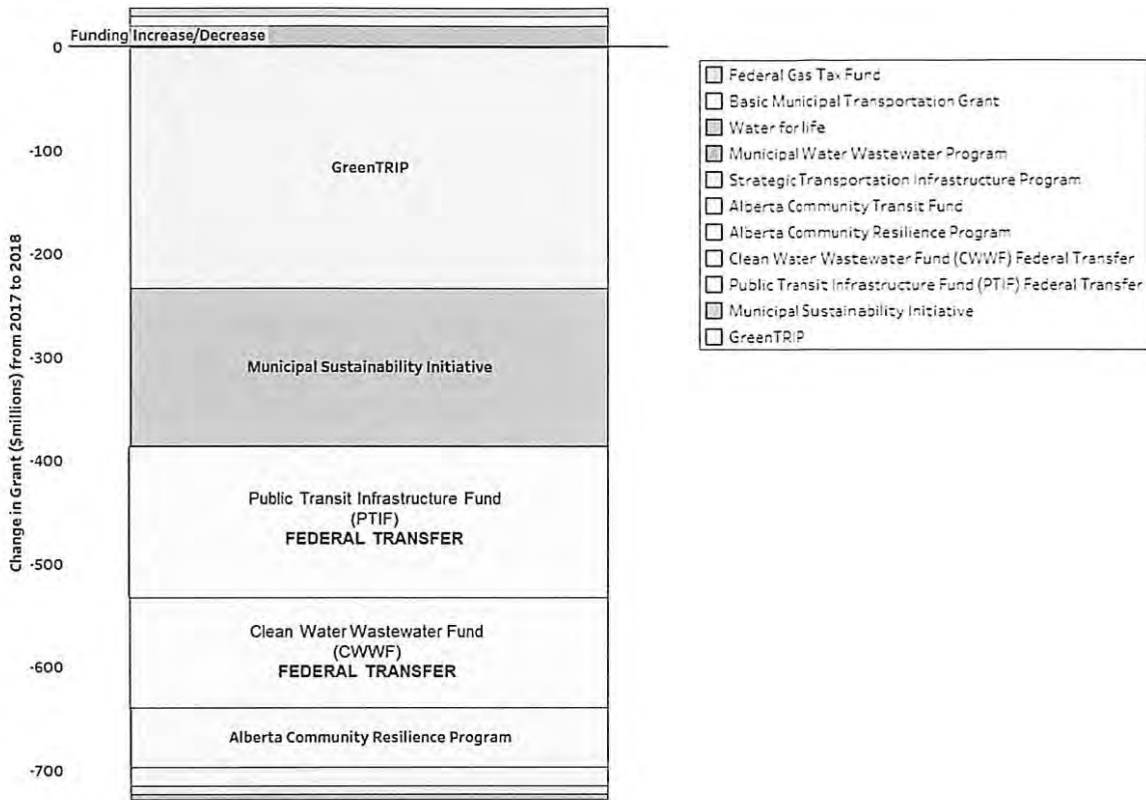 Funding Increase/Decrease
0
-100
-200
-300
-400
-500
-600
-700
Change in Grant ($millions) from 2017 to 2018
GreenTRIP
Municipal Sustainability Initiative
Public Transit Infrastructure Fund
(PTIF)
FEDERAL TRANSFER
Clean Water Wastewater Fund
(CWWF)
FEDERAL TRANSFER
Alberta Community Resilience Program
Federal Gas Tax Fund
Basic Municipal Transportation Grant
Water for life
Municipal Water Wastewater Program
Strategic Transportation Infrastructure Program
Alberta Community Transit Fund
Alberta Community Resilience Program
Clean Water Wastewater Fund (CWWF) Federal Transfer
Public Transit Infrastructure Fund (PTIF) Federal Transfer
Municipal Sustainability Initiative
GreenTRIP